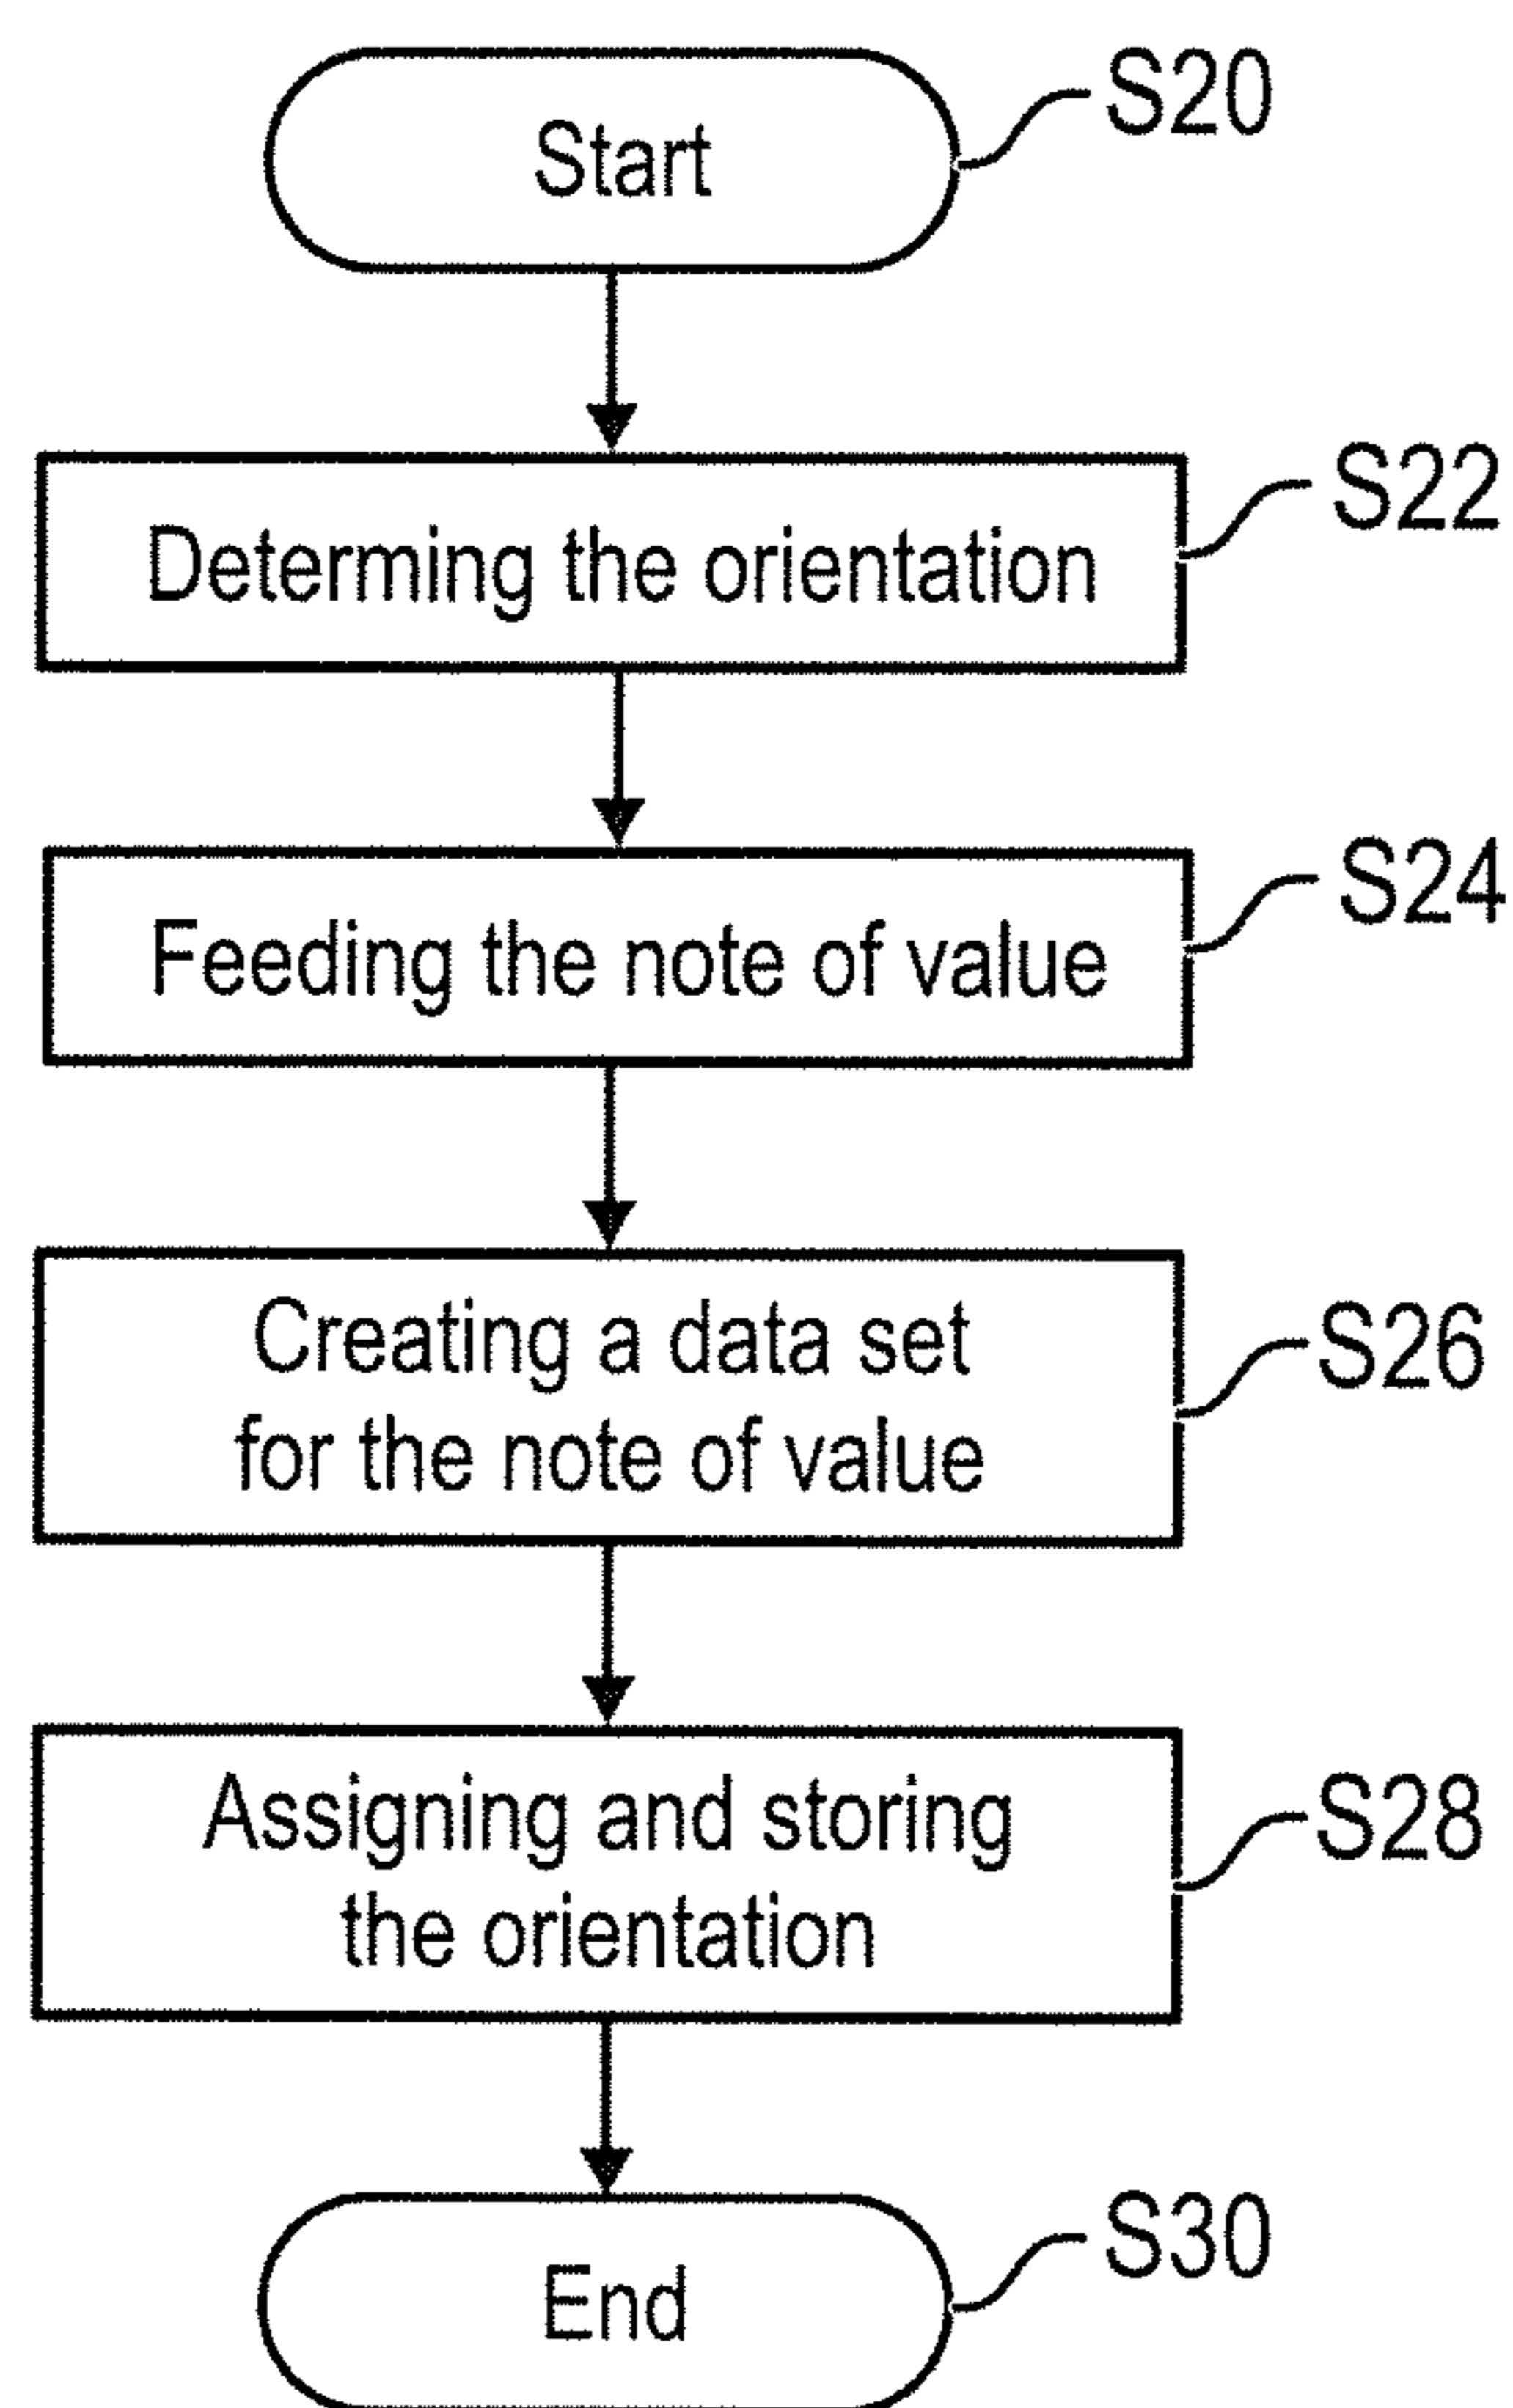 Start
S20
Determing the orientation
S22
Feeding the note of value
S24
Creating a data set
for the note of value
S26
Assigning and storing
the orientation
S28
End
S30